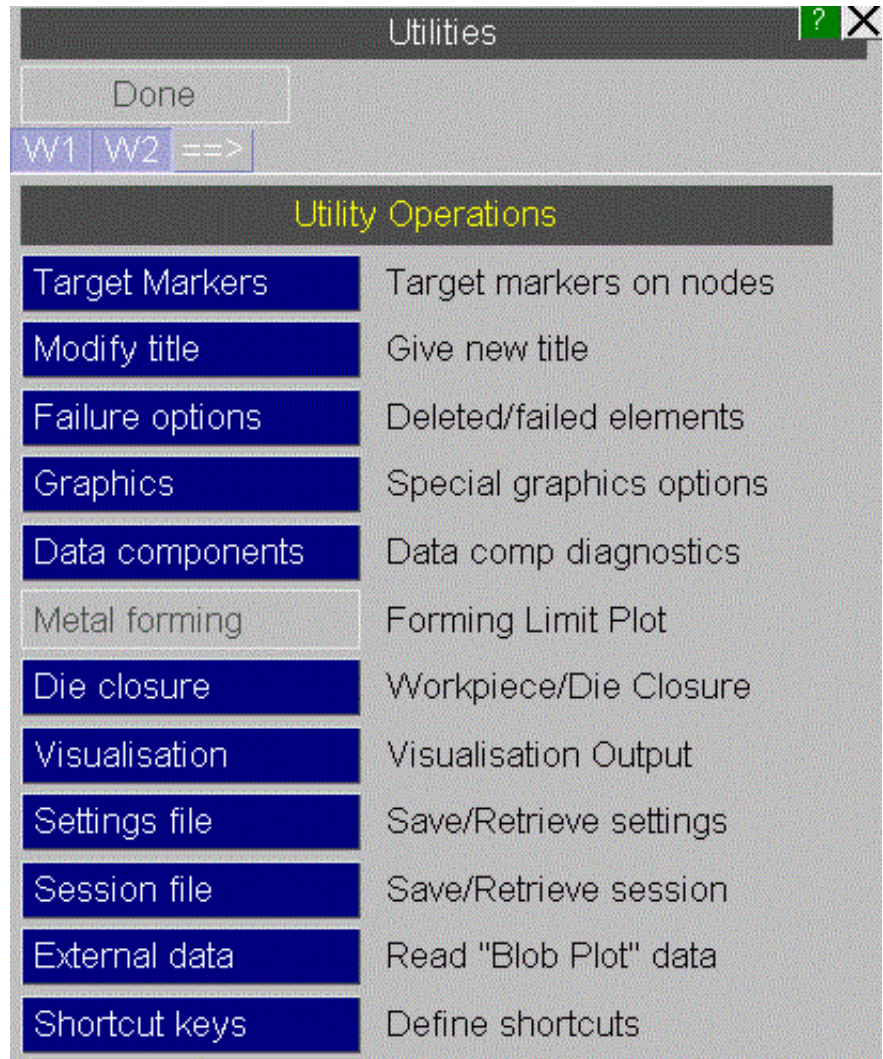 Utilities ?
Done
W1 W2 ==>
Utility Operations
Target Markers Target markers on nodes
Modify title Give new title
Failure options Deleted/failed elements
Graphics Special graphics options
Data components Data comp diagnostics
Metal forming Forming Limit Plot
Die closure Workpiece/Die Closure
Visualisation Visualisation Output
Settings file Save/Retrieve settings
Session file Save/Retrieve session
External data Read "Blob Plot" data
Shortcut keys Define shortcuts